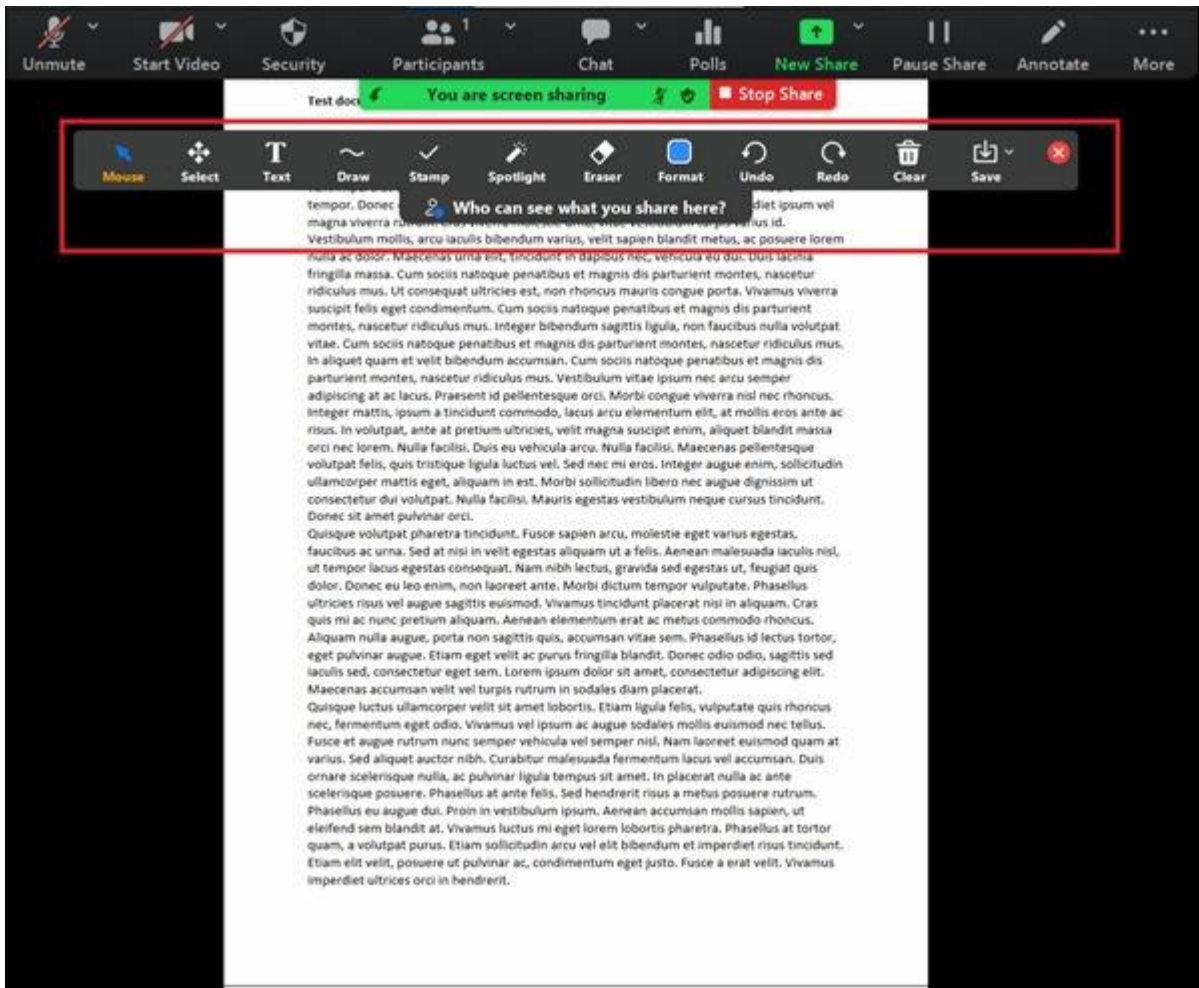 1
Unmute Start Video Security Participants Chat Polls New Share Pause Share Annotate More
Test You are screen sharing Stop Share
Mouse Select Text Draw Stamp Spotlight Eraser Format Undo Redo Clear Save
tempor. Donec Who can see what you share here? diet ipsum vel
magna viverra varius id.
Vestibulum mollis, arcu iaculis bibendum varius, velit sapien blandit metus, ac posuere lorem
nulla ac dolor. Maecenas urna elit, tincidunt in dapibus nec, vehicula eu dui. Duis lacinia
fringilla massa. Cum sociis natoque penatibus et magnis dis parturient montes, nascetur
ridiculus mus. Ut consequat ultricies est, non rhoncus mauris congue porta. Vivamus viverra
suscipit felis eget condimentum. Cum sociis natoque penatibus et magnis dis parturient
montes, nascetur ridiculus mus. Integer bibendum sagittis ligula, non faucibus nulla volutpat
vitae. Cum sociis natoque penatibus et magnis dis parturient montes, nascetur ridiculus mus.
In aliquet quam et velit bibendum accumsan. Cum sociis natoque penatibus et magnis dis
parturient montes, nascetur ridiculus mus. Vestibulum vitae ipsum nec arcu semper
adipiscing at ac lacus. Praesent id pellentesque orci. Morbi congue viverra nisl nec rhoncus.
Integer mattis, ipsum a tincidunt commodo, lacus arcu elementum elit, at mollis eros ante ac
risus. In volutpat, ante at pretium ultricies, velit magna suscipit enim, aliquet blandit massa
orci nec lorem. Nulla facilisi. Duis eu vehicula arcu. Nulla facilisi. Maecenas pellentesque
volutpat felis, quis tristique ligula luctus vel. Sed nec mi eros. Integer augue enim, sollicitudin
ullamcorper mattis eget, aliquam in est. Morbi sollicitudin libero nec augue dignissim ut
consectetur dui volutpat. Nulla facilisi. Mauris egestas vestibulum neque cursus tincidunt.
Donec sit amet pulvinar orci.
Quisque volutpat pharetra tincidunt. Fusce sapien arcu, molestie eget varius egestas,
faucibus ac urna. Sed at nisi in velit egestas aliquam ut a felis. Aenean malesuada iaculis nisl,
ut tempor lacus egestas consequat. Nam nibh lectus, gravida sed egestas ut, feugiat quis
dolor. Donec eu leo enim, non laoreet ante. Morbi dictum tempor vulputate. Phasellus
ultricies risus vel augue sagittis euismod. Vivamus tincidunt placerat nisi in aliquam. Cras
quis mi ac nunc pretium aliquam. Aenean elementum erat ac metus commodo rhoncus.
Aliquam nulla augue, porta non sagittis quis, accumsan vitae sem. Phasellus id lectus tortor,
eget pulvinar augue. Etiam eget velit ac purus fringilla blandit. Donec odio odio, sagittis sed
iaculis sed, consectetur eget sem. Lorem ipsum dolor sit amet, consectetur adipiscing elit.
Maecenas accumsan velit vel turpis rutrum in sodales diam placerat.
Quisque luctus ullamcorper velit sit amet lobortis. Etiam ligula felis, vulputate quis rhoncus
nec, fermentum eget odio. Vivamus vel ipsum ac augue sodales mollis euismod nec tellus.
Fusce et augue rutrum nunc semper vehicula vel semper nisl. Nam laoreet euismod quam at
varius. Sed aliquet auctor nibh. Curabitur malesuada fermentum lacus vel accumsan. Duis
ornare scelerisque nulla, ac pulvinar ligula tempus sit amet. In placerat nulla ac ante
scelerisque posuere. Phasellus at ante felis. Sed hendrerit risus a metus posuere rutrum.
Phasellus eu augue dui. Proin in vestibulum ipsum. Aenean accumsan mollis sapien, ut
eleifend sem blandit at. Vivamus luctus mi eget lorem lobortis pharetra. Phasellus at tortor
quam, a volutpat purus. Etiam sollicitudin arcu vel elit bibendum et imperdiet risus tincidunt.
Etiam elit velit, posuere ut pulvinar ac, condimentum eget justo. Fusce a erat velit. Vivamus
imperdiet ultrices orci in hendrerit.